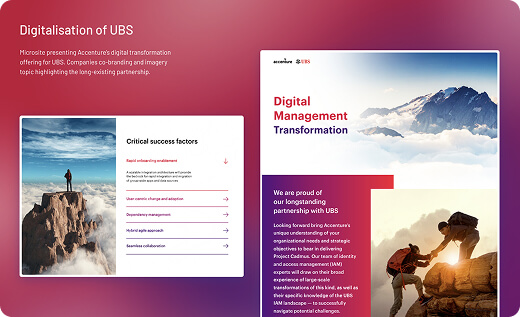 Digitalisation of UBS
Microsite presenting Accenture's digital transformation
offering for UBS. Companies co-branding and imagery
topic highlighting the long-existing partnership.
Critical success factors
Rapid onboarding enablement
A scalable integration architecture will provide
the bedrock for rapid integration and migration
of group wide apps and data sources
User centric change and adoption
Dependency management
Hybrid agile approach
Seamless collaboration
accenture
UBS
Digital
Management
Transformation
We are proud of
our longstanding
partnership with UBS
Looking forward bring Accenture's
unique understanding of your
organizational needs and strategic
objectives to bear in delivering
Project Cadmus. Our team of identity
and access management (IAM)
experts will draw on their broad
experience of large-scale
transformations of this kind, as well as
their specific knowledge of the UBS
IAM landscape — to successfully
navigate potential challenges.